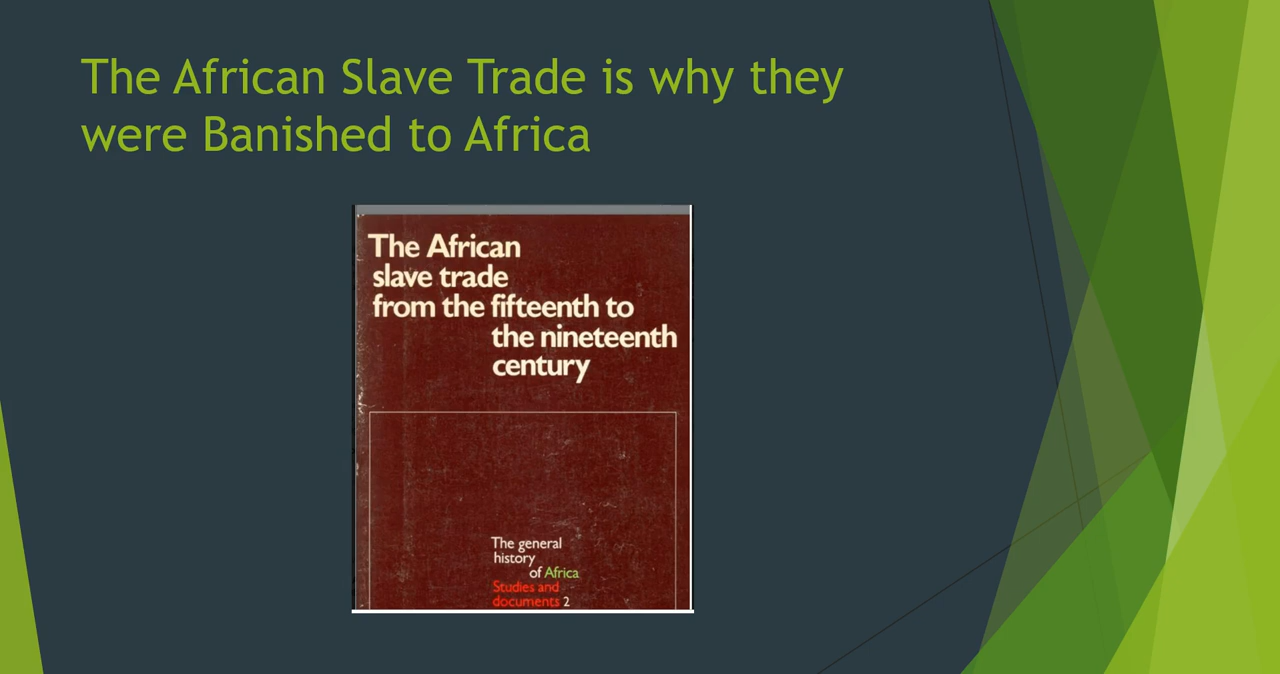 The African Slave Trade is why they
were Banished to Africa
The African
slave trade
from the fifteenth to
the nineteenth
century
The general
history
of Africa
Studies and
documents 2